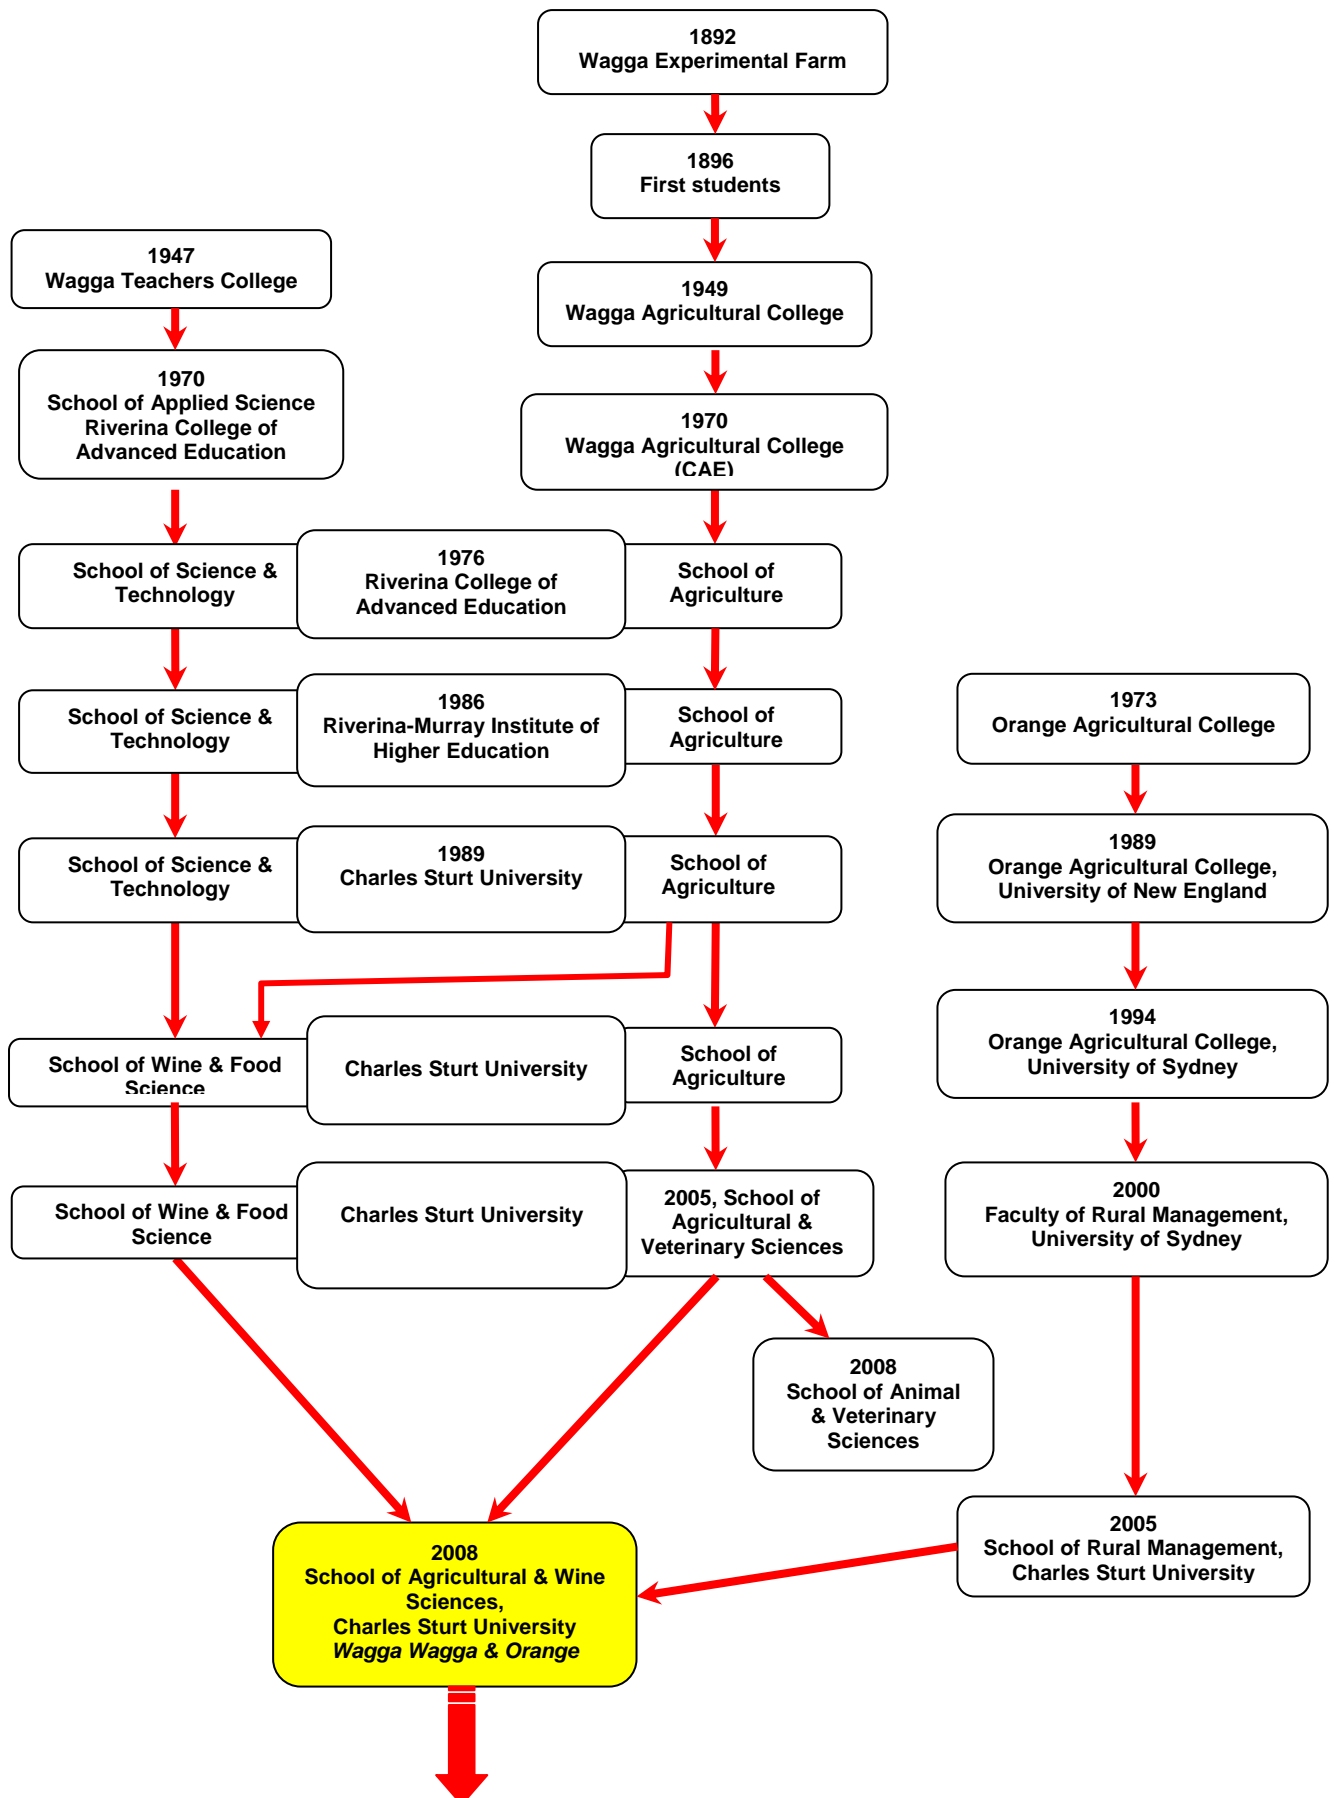 1892
Wagga Experimental Farm
1896
First students
1947
Wagga Teachers College
1949
Wagga Agricultural College
1970
School of Applied Science
Riverina College of
Advanced Education
1970
Wagga Agricultural College
(CAE)
School of Science &
Technology
1976
Riverina College of
Advanced Education
School of
Agriculture
School of Science &
Technology
1986
Riverina-Murray Institute of
Higher Education
School of
Agriculture
1973
Orange Agricultural College
School of Science &
Technology
1989
Charles Sturt University
School of
Agriculture
1989
Orange Agricultural College,
University of New England
School of Wine & Food
Science
Charles Sturt University
School of
Agriculture
1994
Orange Agricultural College,
University of Sydney
School of Wine & Food
Science
Charles Sturt University
2005, School of
Agricultural &
Veterinary Sciences
2000
Faculty of Rural Management,
University of Sydney
2008
School of Animal
& Veterinary
Sciences
2005
School of Rural Management,
Charles Sturt University
2008
School of Agricultural & Wine
Sciences,
Charles Sturt University
Wagga Wagga & Orange